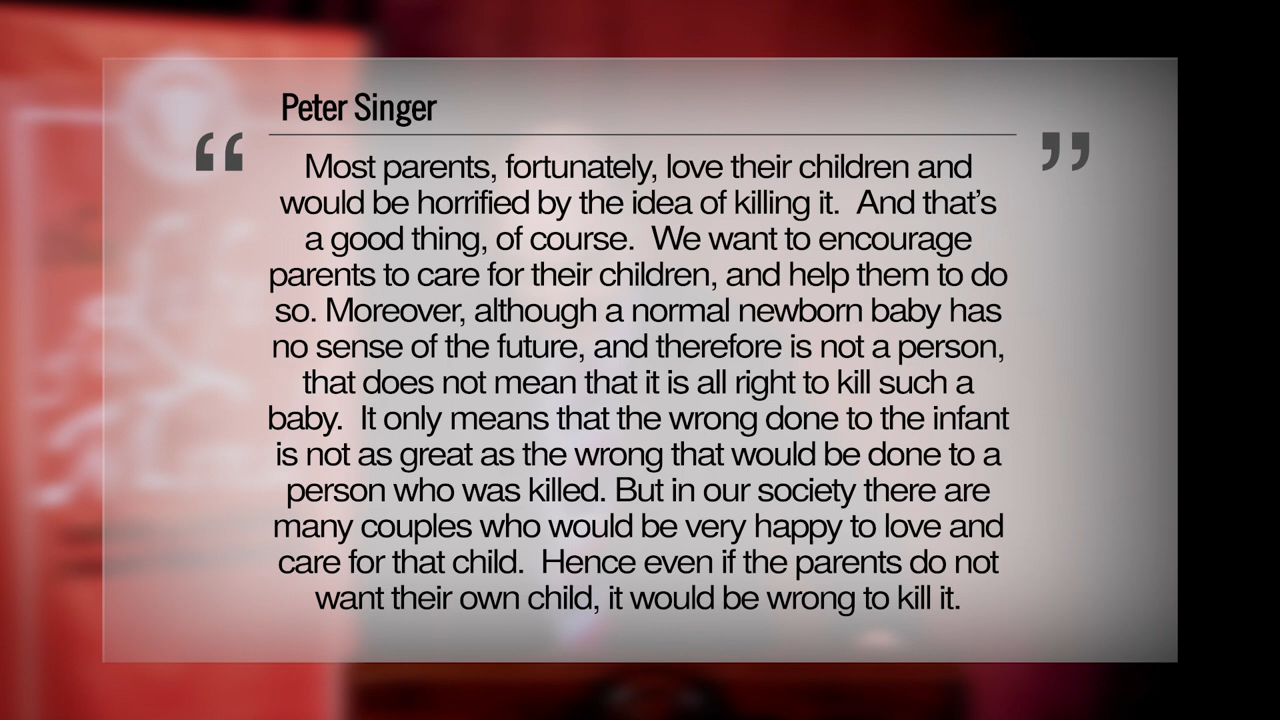 Peter Singer
“ ”
Most parents, fortunately, love their children and
would be horrified by the idea of killing it.  And that’s
a good thing, of course.  We want to encourage
parents to care for their children, and help them to do
so. Moreover, although a normal newborn baby has
no sense of the future, and therefore is not a person,
that does not mean that it is all right to kill such a
baby.  It only means that the wrong done to the infant
is not as great as the wrong that would be done to a
person who was killed. But in our society there are
many couples who would be very happy to love and
care for that child.  Hence even if the parents do not
want their own child, it would be wrong to kill it.